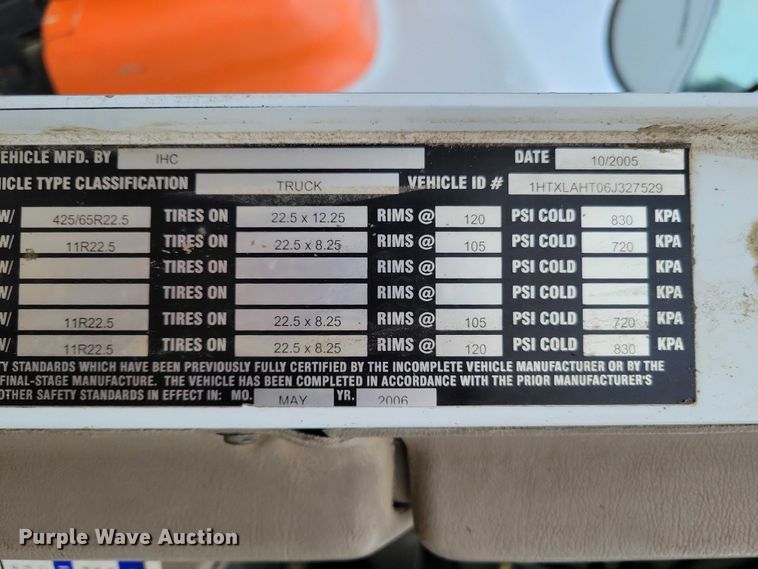 VEHICLE MFD. BY IHC DATE 10/2005
HICLE TYPE CLASSIFICATION TRUCK VEHICLE ID # 1HTXLAHT06J327529
W/ 425/65R22.5 TIRES ON 22.5 x 12.25 RIMS @ 120 PSI COLD 830 KPA
W/ 11R22.5 TIRES ON 22.5 x 8.25 RIMS @ 105 PSI COLD 720 KPA
W/ TIRES ON RIMS @ PSI COLD KPA
W/ TIRES ON RIMS @ PSI COLD KPA
W/ 11R22.5 TIRES ON 22.5 x 8.25 RIMS @ 105 PSI COLD 720 KPA
W/ 11R22.5 TIRES ON 22.5 x 8.25 RIMS @ 120 PSI COLD 830 KPA
TY STANDARDS WHICH HAVE BEEN PREVIOUSLY FULLY CERTIFIED BY THE INCOMPLETE VEHICLE MANUFACTURER OR BY THE
FINAL-STAGE MANUFACTURE. THE VEHICLE HAS BEEN COMPLETED IN ACCORDANCE WITH THE PRIOR MANUFACTURER'S
OTHER SAFETY STANDARDS IN EFFECT IN: MO. MAY YR. 2006
Purple Wave Auction